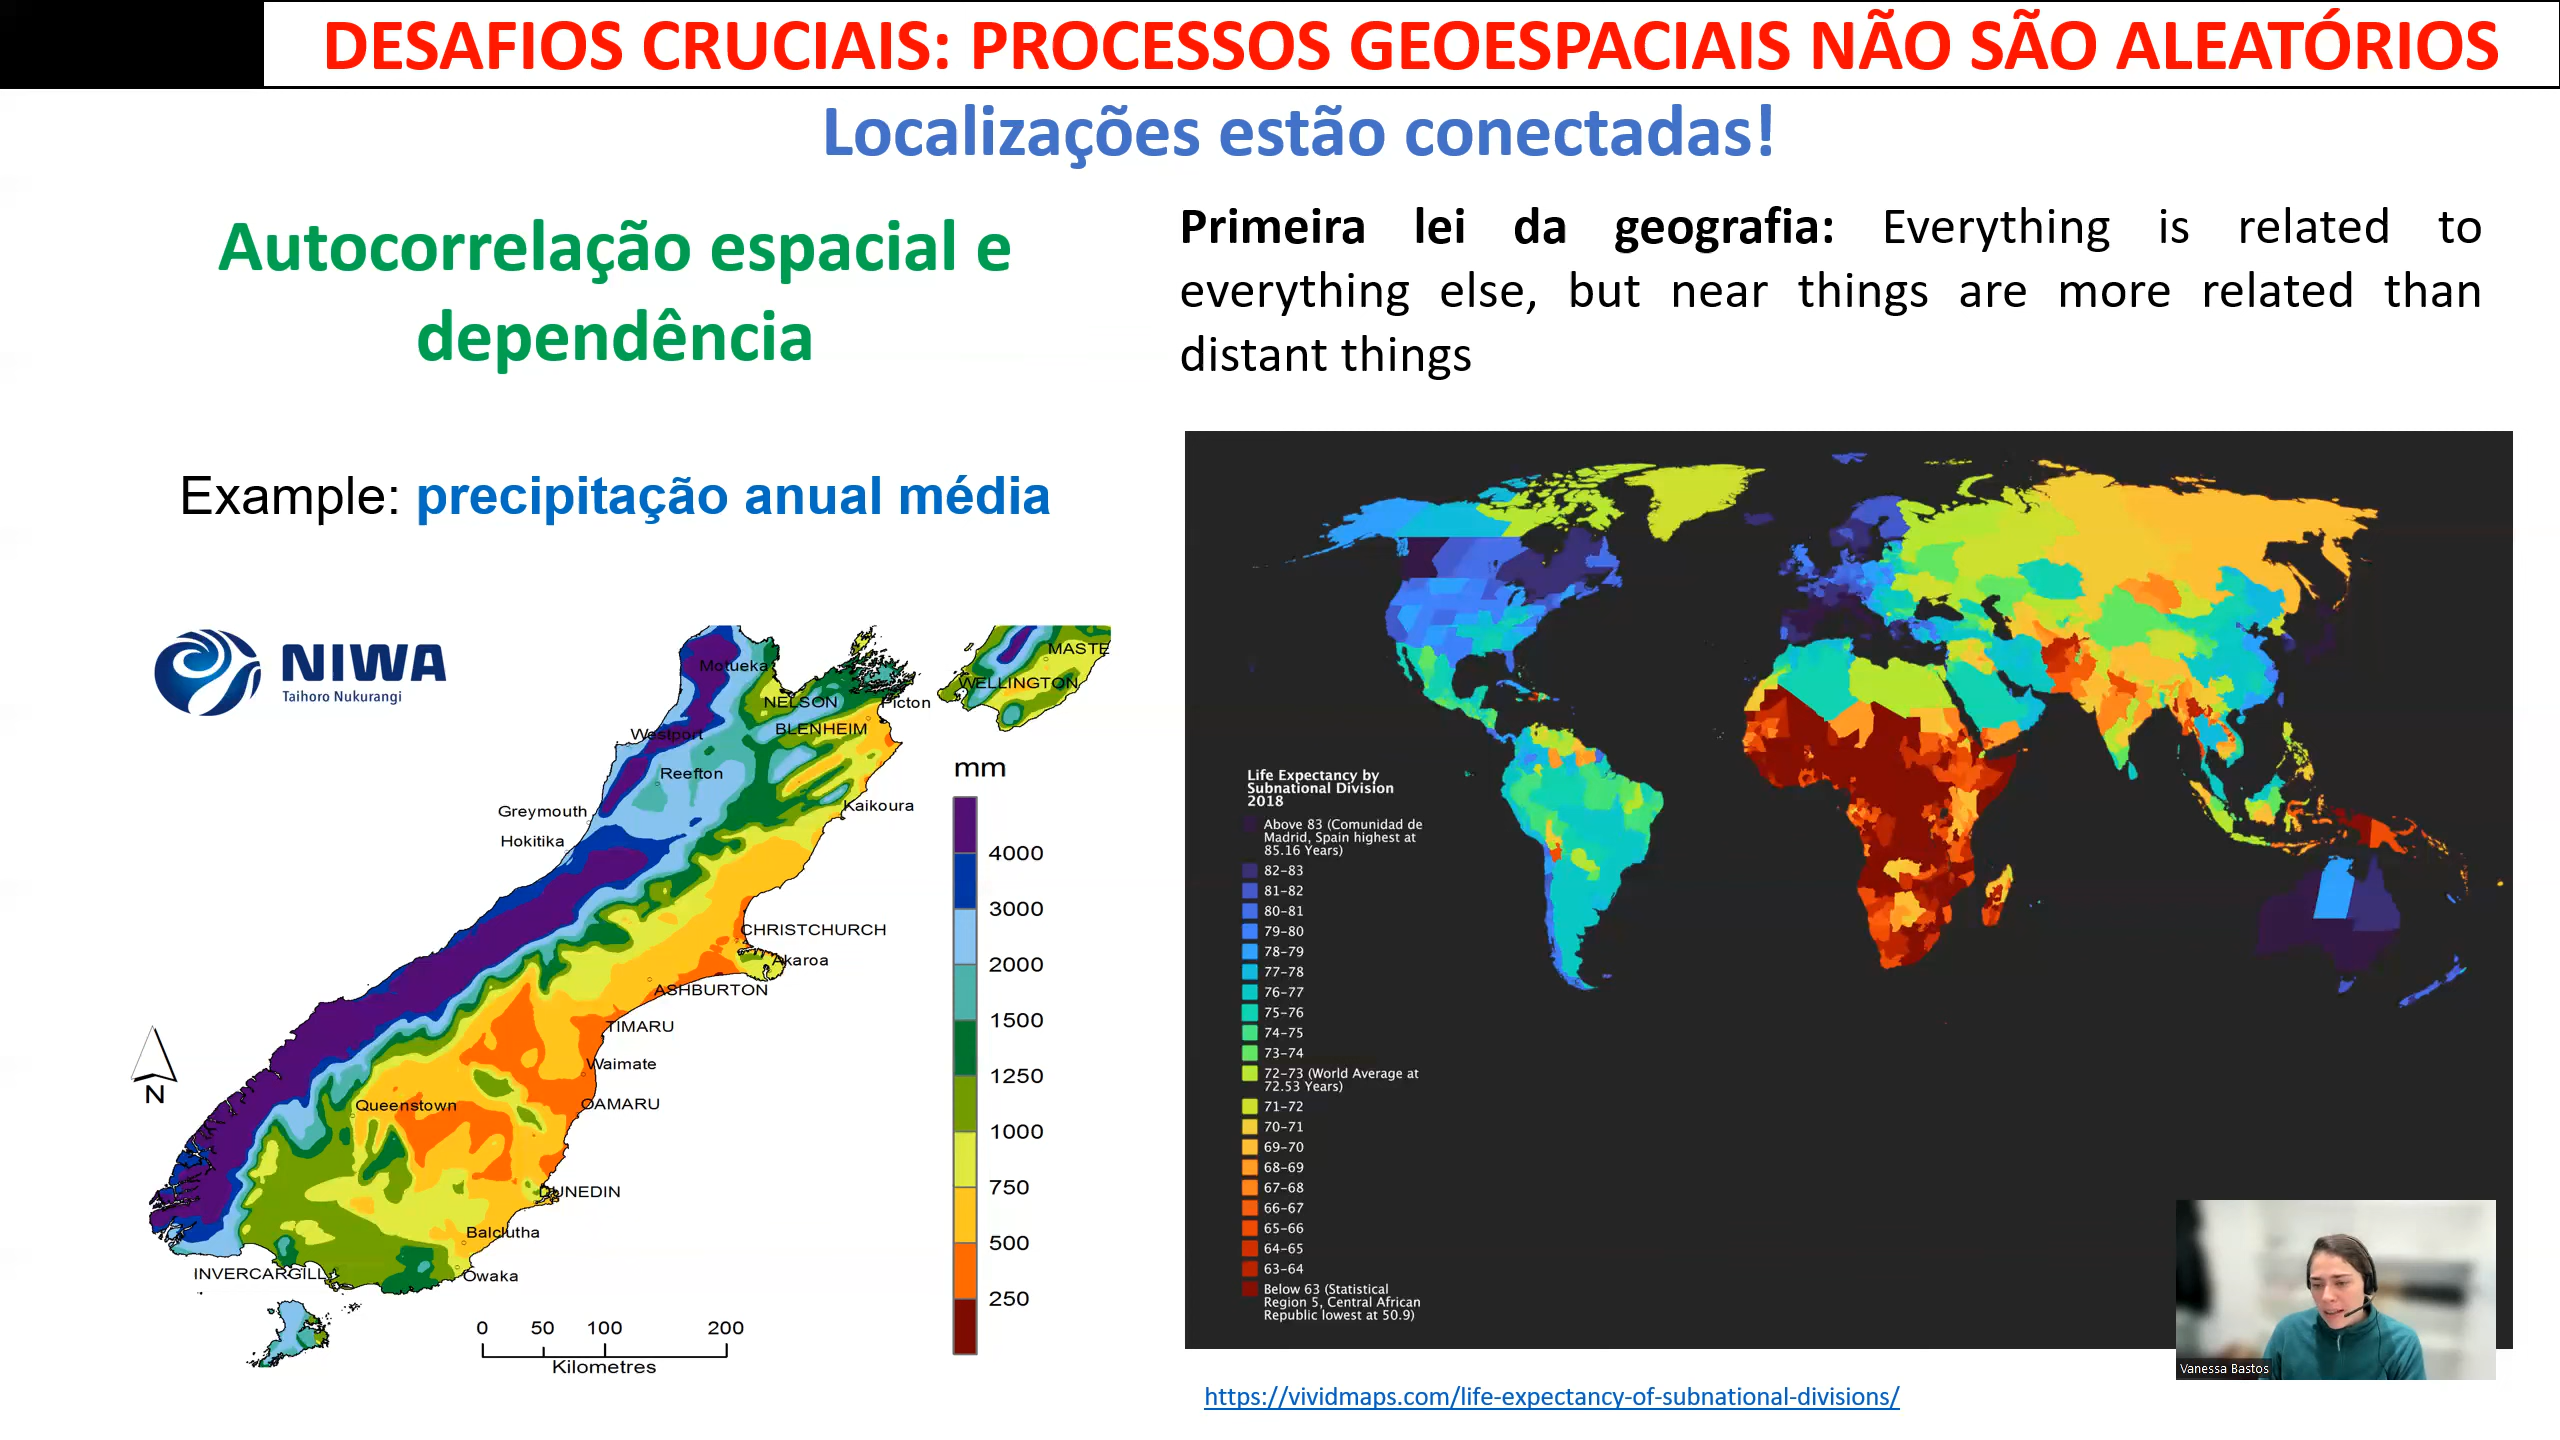 DESAFIOS CRUCIAIS: PROCESSOS GEOESPACIAIS NÃO SÃO ALEATÓRIOS
Localizações estão conectadas!
Autocorrelação espacial e
dependência
Example: precipitação anual média
Primeira lei da geografia: Everything is related to
everything else, but near things are more related than
distant things
NIWA
Taihoro Nukurangi
Motueka
NELSON
Picton
BLENHEIM
MASTE
WELLINGTON
Westport
Reefton
Greymouth
Hokitika
Kaikoura
CHRISTCHURCH
Akaroa
ASHBURTON
TIMARU
Waimate
OAMARU
Queenstown
DUNEDIN
Balclutha
INVERCARGILL
Owaka
N
0 50 100 200
Kilometres
mm
4000
3000
2000
1500
1250
1000
750
500
250
Life Expectancy by
Subnational Division
2018
Above 83 (Comunidad de
Madrid, Spain highest at
85.16 Years)
82-83
81-82
80-81
79-80
78-79
77-78
76-77
75-76
74-75
73-74
72-73 (World Average at
72.53 Years)
71-72
70-71
69-70
68-69
67-68
66-67
65-66
64-65
63-64
Below 63 (Statistical
Region 5, Central African
Republic lowest at 50.9)
Vanessa Bastos
https://vividmaps.com/life-expectancy-of-subnational-divisions/